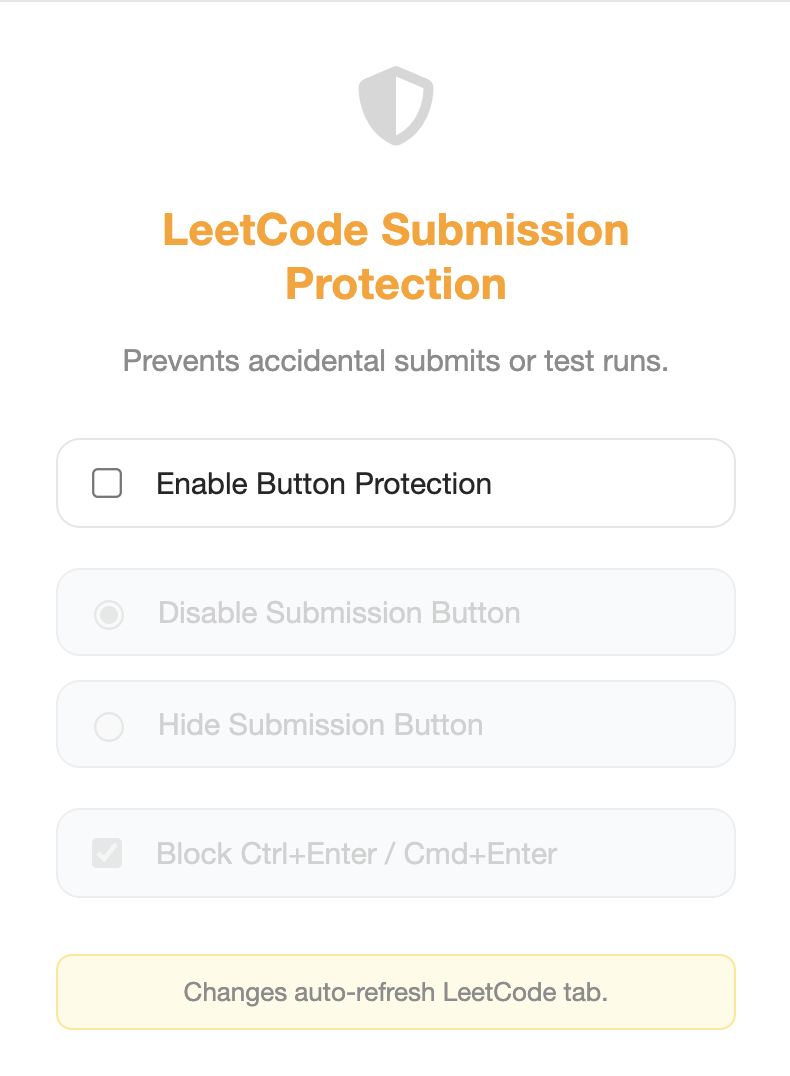 LeetCode Submission
Protection
Prevents accidental submits or test runs.
Enable Button Protection
Disable Submission Button
Hide Submission Button
Block Ctrl+Enter / Cmd+Enter
Changes auto-refresh LeetCode tab.